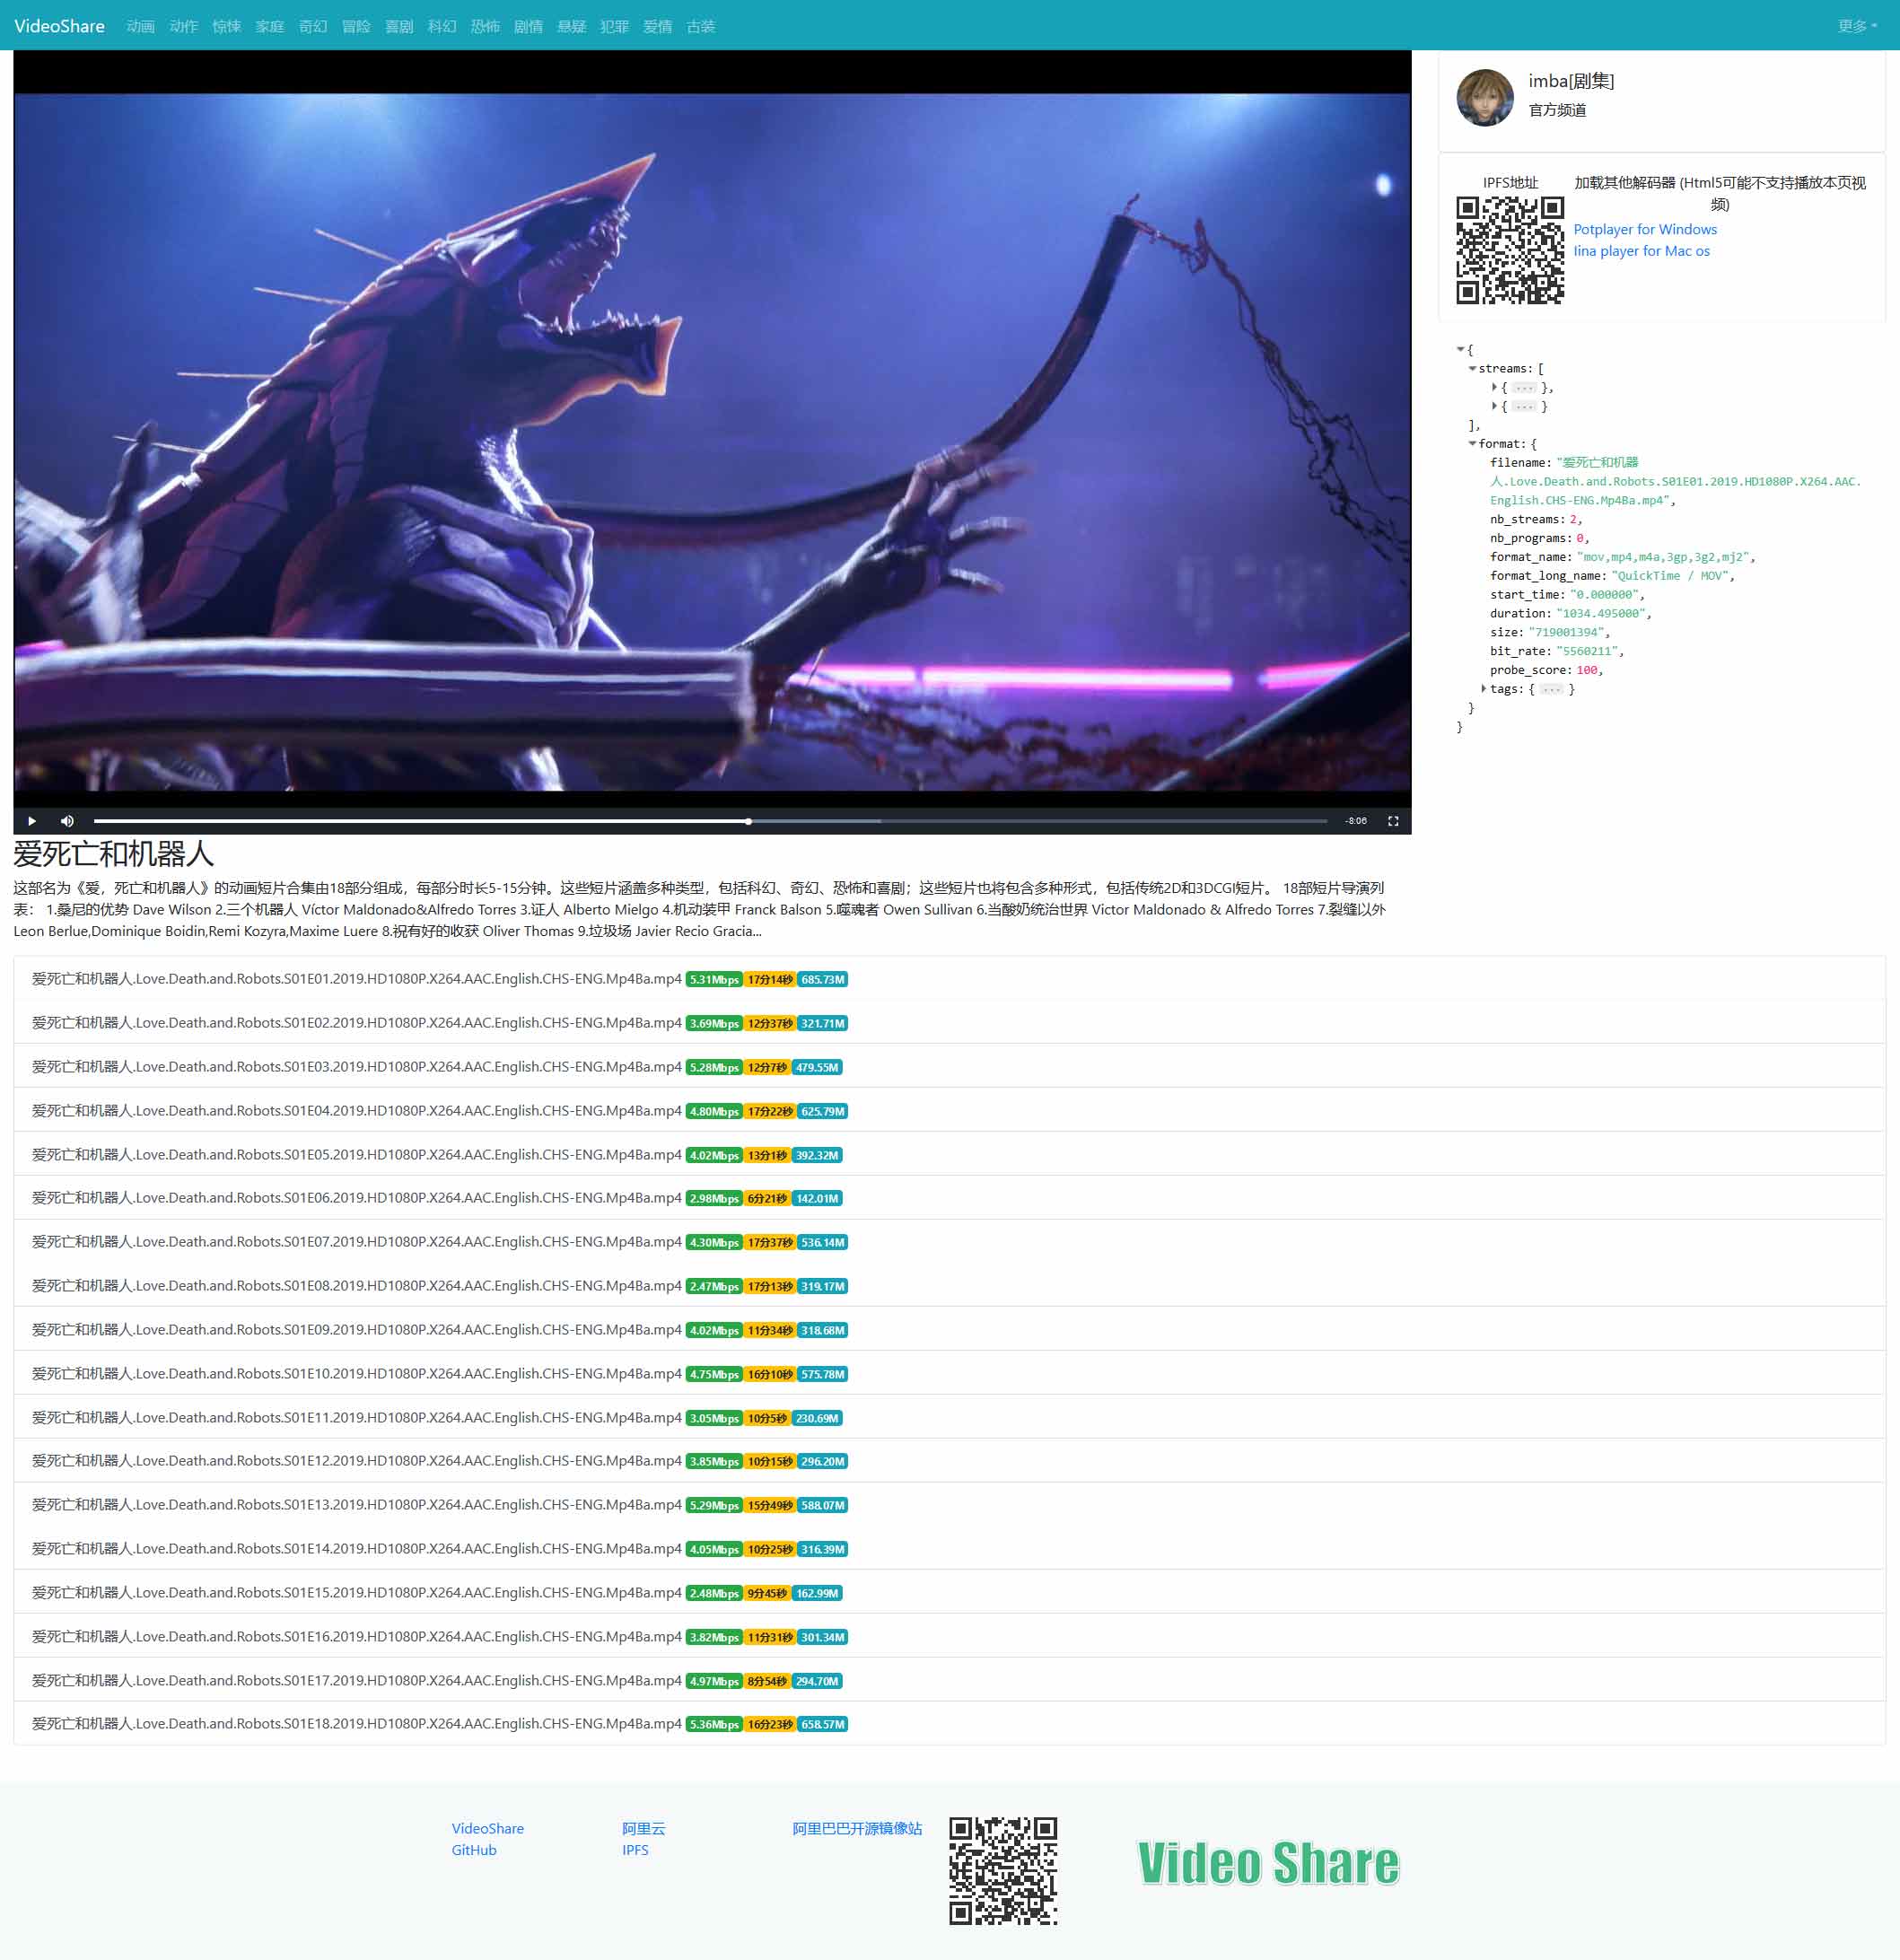 VideoShare 动画 动作 惊悚 家庭 奇幻 冒险 喜剧 科幻 恐怖 剧情 悬疑 犯罪 爱情 古装 更多
imba[剧集]
官方频道
IPFS地址
加载其他解码器 (Html5可能不支持播放本页视
频)
Potplayer for Windows
Iina player for Mac os
{
streams: [
{ ... },
{ ... }
],
format: {
filename: "爱死亡和机器
人.Love.Death.and.Robots.S01E01.2019.HD1080P.X264.AAC.
English.CHS-ENG.Mp4Ba.mp4",
nb_streams: 2,
nb_programs: 0,
format_name: "mov,mp4,m4a,3gp,3g2,mj2",
format_long_name: "QuickTime / MOV",
start_time: "0.000000",
duration: "1034.495000",
size: "719001394",
bit_rate: "5560211",
probe_score: 100,
tags: { ... }
}
}
-8:06
爱死亡和机器人
这部名为《爱，死亡和机器人》的动画短片合集由18部分组成，每部分时长5-15分钟。这些短片涵盖多种类型，包括科幻、奇幻、恐怖和喜剧；这些短片也将包含多种形式，包括传统2D和3DCGI短片。 18部短片导演列
表： 1.桑尼的优势 Dave Wilson 2.三个机器人 Víctor Maldonado&Alfredo Torres 3.证人 Alberto Mielgo 4.机动装甲 Franck Balson 5.噬魂者 Owen Sullivan 6.当酸奶统治世界 Victor Maldonado & Alfredo Torres 7.裂缝以外
Leon Berlue,Dominique Boidin,Remi Kozyra,Maxime Luere 8.祝有好的收获 Oliver Thomas 9.垃圾场 Javier Recio Gracia...
爱死亡和机器人.Love.Death.and.Robots.S01E01.2019.HD1080P.X264.AAC.English.CHS-ENG.Mp4Ba.mp4 5.31Mbps 17分14秒 685.73M
爱死亡和机器人.Love.Death.and.Robots.S01E02.2019.HD1080P.X264.AAC.English.CHS-ENG.Mp4Ba.mp4 3.69Mbps 12分37秒 321.71M
爱死亡和机器人.Love.Death.and.Robots.S01E03.2019.HD1080P.X264.AAC.English.CHS-ENG.Mp4Ba.mp4 5.28Mbps 12分7秒 479.55M
爱死亡和机器人.Love.Death.and.Robots.S01E04.2019.HD1080P.X264.AAC.English.CHS-ENG.Mp4Ba.mp4 4.80Mbps 17分22秒 625.79M
爱死亡和机器人.Love.Death.and.Robots.S01E05.2019.HD1080P.X264.AAC.English.CHS-ENG.Mp4Ba.mp4 4.02Mbps 13分1秒 392.32M
爱死亡和机器人.Love.Death.and.Robots.S01E06.2019.HD1080P.X264.AAC.English.CHS-ENG.Mp4Ba.mp4 2.98Mbps 6分21秒 142.01M
爱死亡和机器人.Love.Death.and.Robots.S01E07.2019.HD1080P.X264.AAC.English.CHS-ENG.Mp4Ba.mp4 4.30Mbps 17分37秒 536.14M
爱死亡和机器人.Love.Death.and.Robots.S01E08.2019.HD1080P.X264.AAC.English.CHS-ENG.Mp4Ba.mp4 2.47Mbps 17分13秒 319.17M
爱死亡和机器人.Love.Death.and.Robots.S01E09.2019.HD1080P.X264.AAC.English.CHS-ENG.Mp4Ba.mp4 4.02Mbps 11分34秒 318.68M
爱死亡和机器人.Love.Death.and.Robots.S01E10.2019.HD1080P.X264.AAC.English.CHS-ENG.Mp4Ba.mp4 4.75Mbps 16分10秒 575.78M
爱死亡和机器人.Love.Death.and.Robots.S01E11.2019.HD1080P.X264.AAC.English.CHS-ENG.Mp4Ba.mp4 3.05Mbps 10分5秒 230.69M
爱死亡和机器人.Love.Death.and.Robots.S01E12.2019.HD1080P.X264.AAC.English.CHS-ENG.Mp4Ba.mp4 3.85Mbps 10分15秒 296.20M
爱死亡和机器人.Love.Death.and.Robots.S01E13.2019.HD1080P.X264.AAC.English.CHS-ENG.Mp4Ba.mp4 5.29Mbps 15分49秒 588.07M
爱死亡和机器人.Love.Death.and.Robots.S01E14.2019.HD1080P.X264.AAC.English.CHS-ENG.Mp4Ba.mp4 4.05Mbps 10分25秒 316.39M
爱死亡和机器人.Love.Death.and.Robots.S01E15.2019.HD1080P.X264.AAC.English.CHS-ENG.Mp4Ba.mp4 2.48Mbps 9分45秒 162.99M
爱死亡和机器人.Love.Death.and.Robots.S01E16.2019.HD1080P.X264.AAC.English.CHS-ENG.Mp4Ba.mp4 3.82Mbps 11分31秒 301.34M
爱死亡和机器人.Love.Death.and.Robots.S01E17.2019.HD1080P.X264.AAC.English.CHS-ENG.Mp4Ba.mp4 4.97Mbps 8分54秒 294.70M
爱死亡和机器人.Love.Death.and.Robots.S01E18.2019.HD1080P.X264.AAC.English.CHS-ENG.Mp4Ba.mp4 5.36Mbps 16分23秒 658.57M
VideoShare
GitHub
阿里云
IPFS
阿里巴巴开源镜像站
Video Share